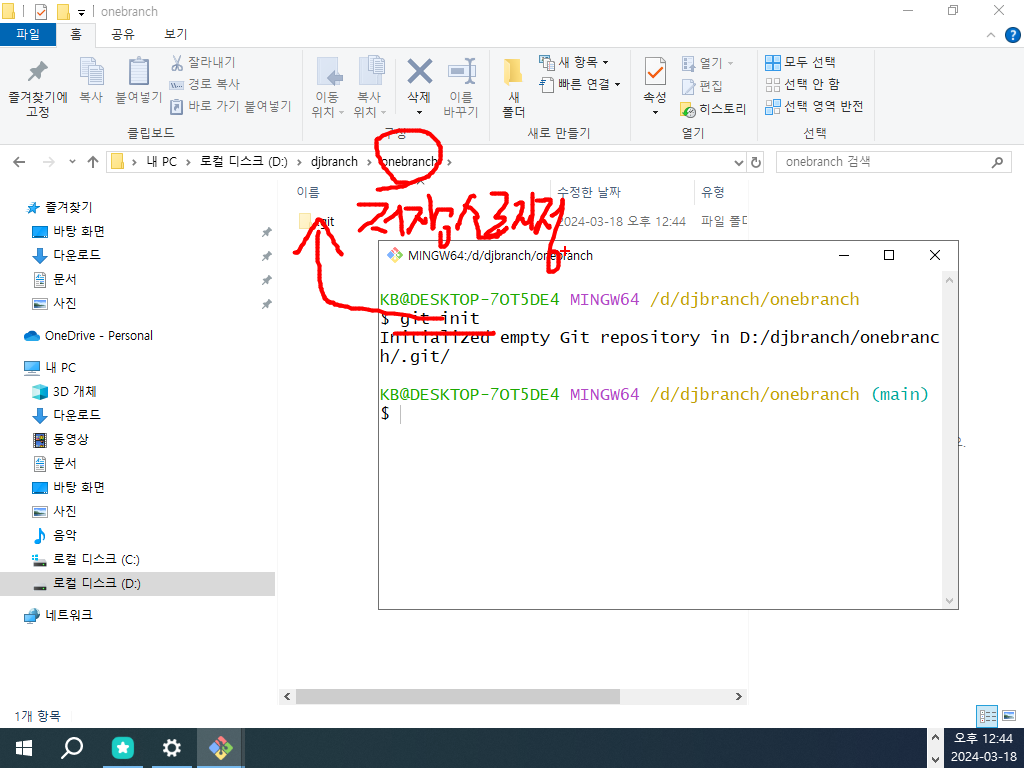 onebranch
파일 홈 공유 보기
즐겨찾기에 고정
복사
붙여넣기
잘라내기
경로 복사
바로 가기 붙여넣기
클립보드
이동 위치
복사 위치
삭제
이름 바꾸기
구성
새 폴더
새 항목
빠른 연결
새로 만들기
속성
열기
편집
히스토리
열기
모두 선택
선택 안 함
선택 영역 반전
선택
내 PC > 로컬 디스크 (D:) > djbranch > onebranch >
onebranch 검색
이름 수정한 날짜 유형
.git 2024-03-18 오후 12:44 파일 폴더
저장소로지정
즐겨찾기
바탕 화면
다운로드
문서
사진
OneDrive - Personal
내 PC
3D 개체
다운로드
동영상
문서
바탕 화면
사진
음악
로컬 디스크 (C:)
로컬 디스크 (D:)
네트워크
MINGW64:/d/djbranch/onebranch
KB@DESKTOP-7OT5DE4 MINGW64 /d/djbranch/onebranch
$ git init
Initialized empty Git repository in D:/djbranch/onebranc
h/.git/
KB@DESKTOP-7OT5DE4 MINGW64 /d/djbranch/onebranch (main)
$
1개 항목
오후 12:44
2024-03-18